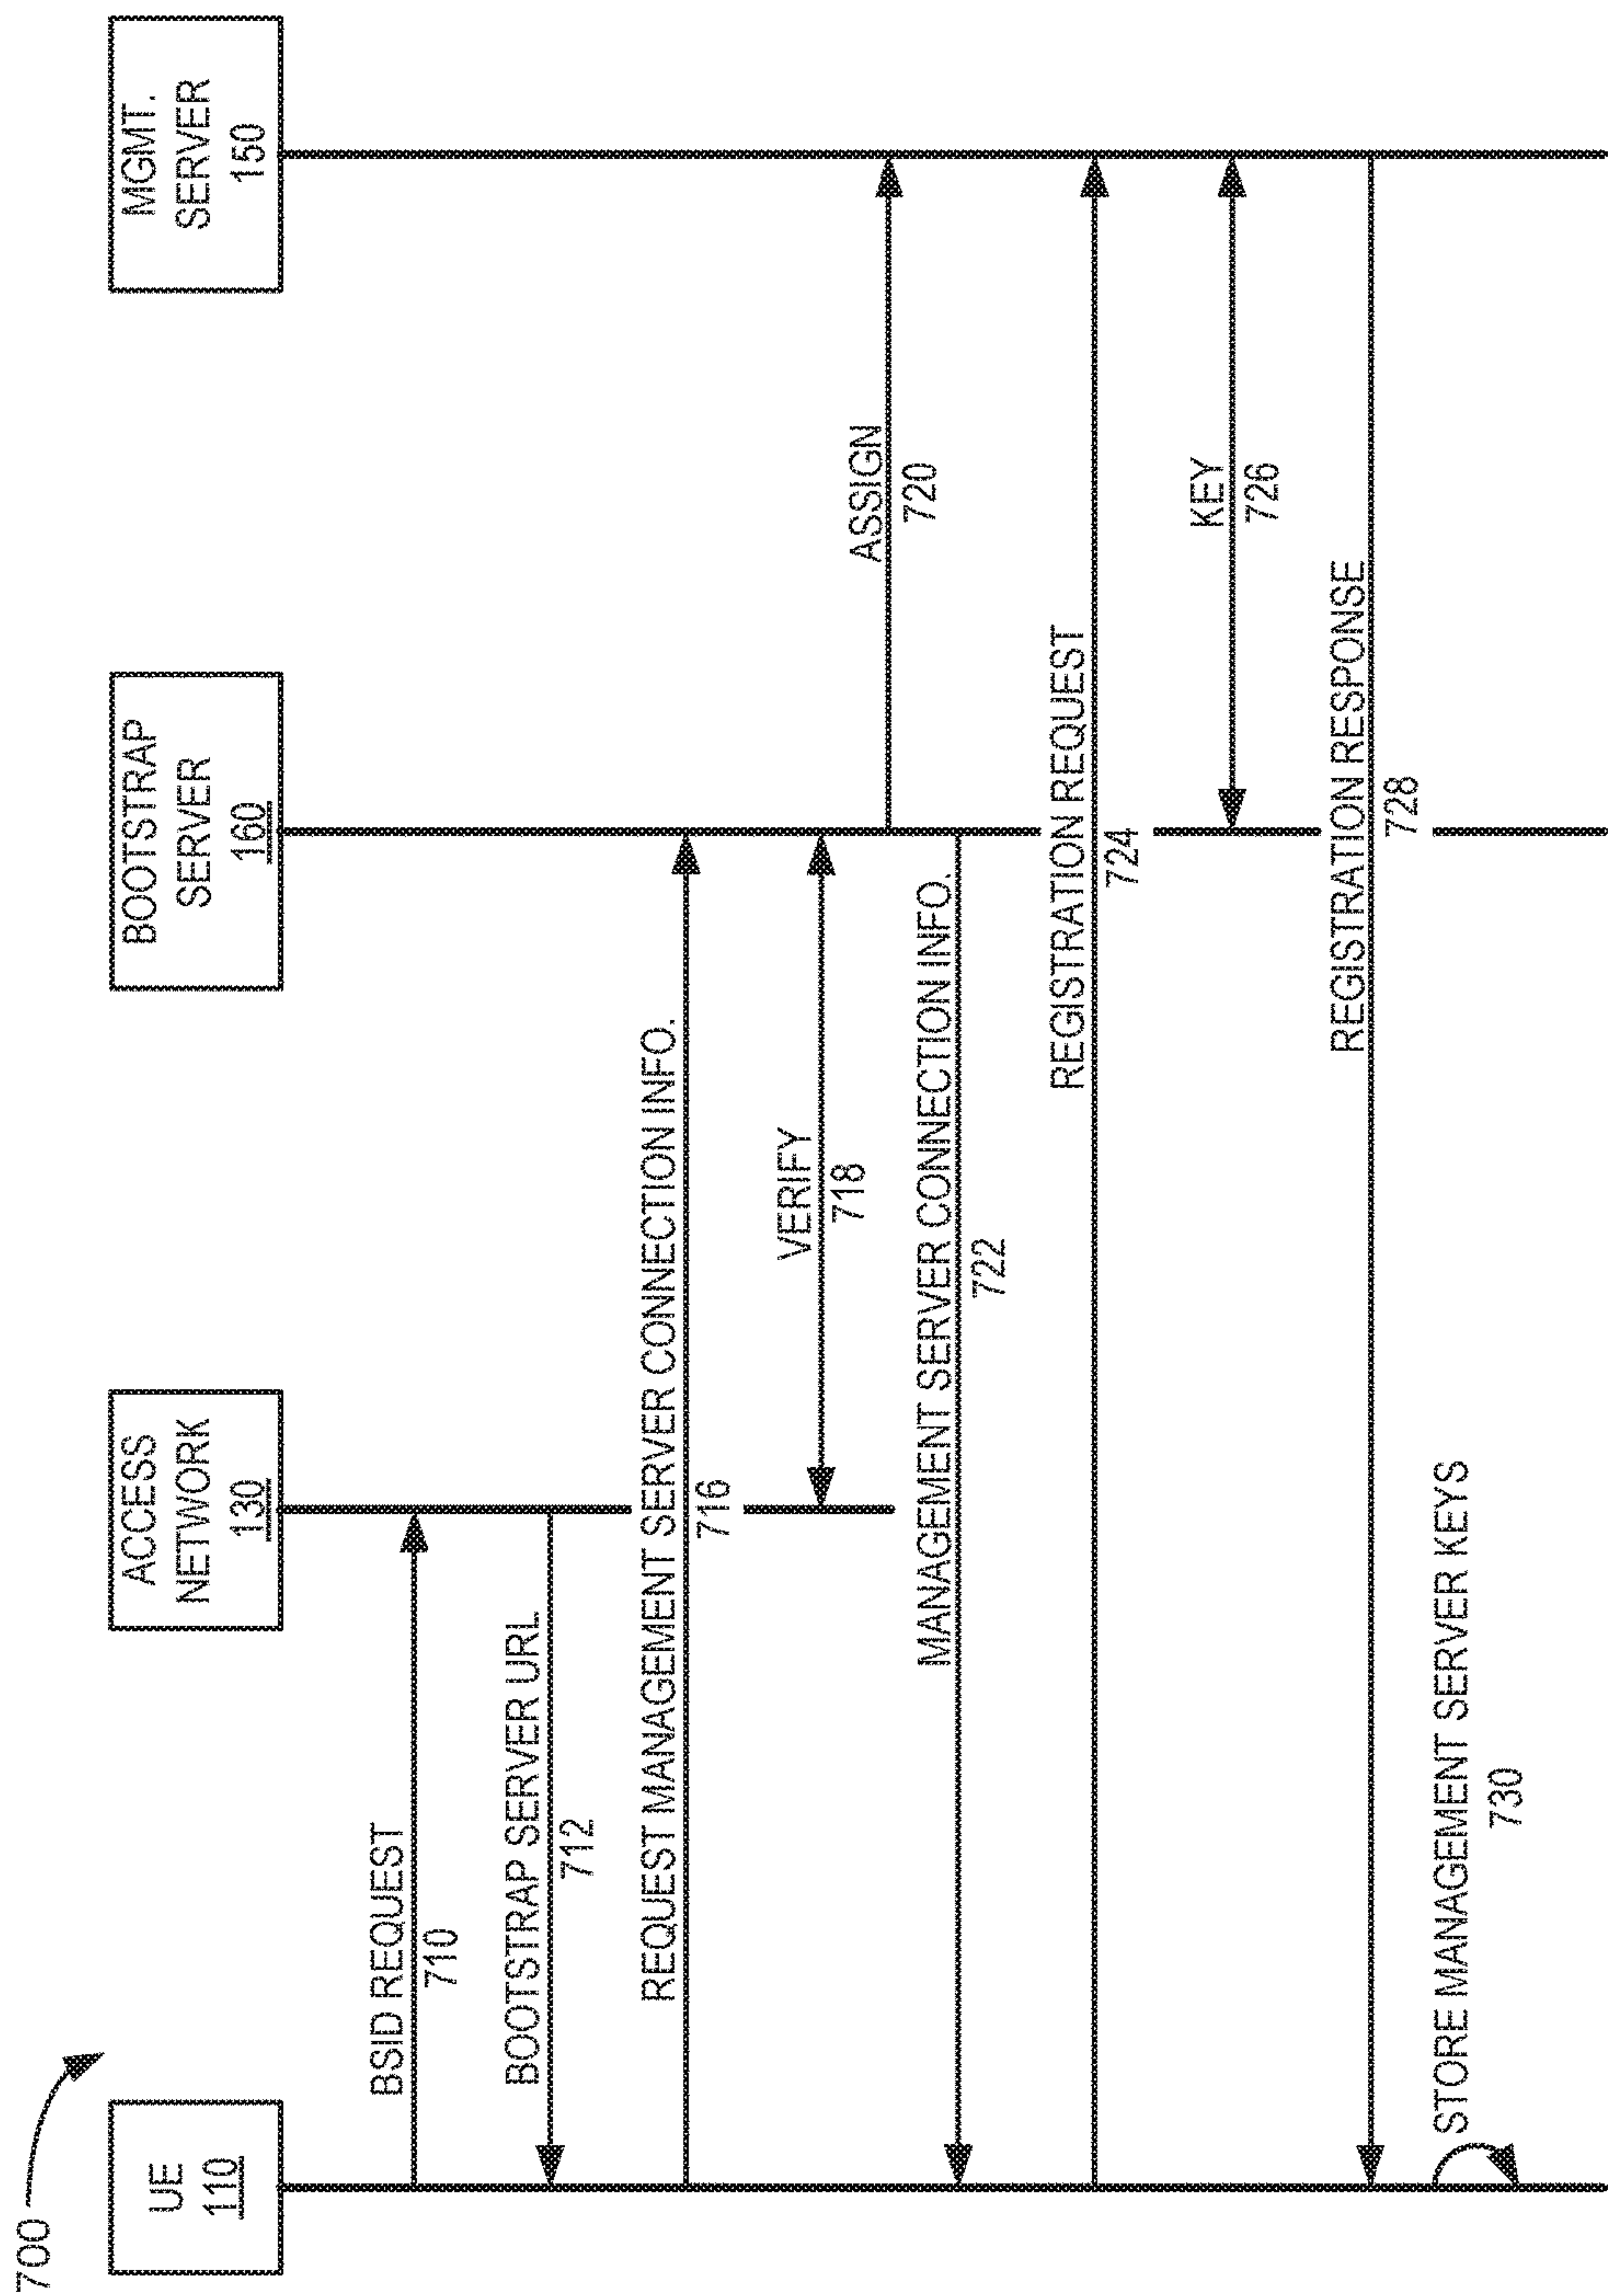 700
UE
110
ACCESS
NETWORK
130
BOOTSTRAP
SERVER
160
MGMT.
SERVER
150
BSID REQUEST
710
BOOTSTRAP SERVER URL
712
REQUEST MANAGEMENT SERVER CONNECTION INFO.
716
VERIFY
718
ASSIGN
720
MANAGEMENT SERVER CONNECTION INFO.
722
REGISTRATION REQUEST
724
KEY
726
REGISTRATION RESPONSE
728
STORE MANAGEMENT SERVER KEYS
730